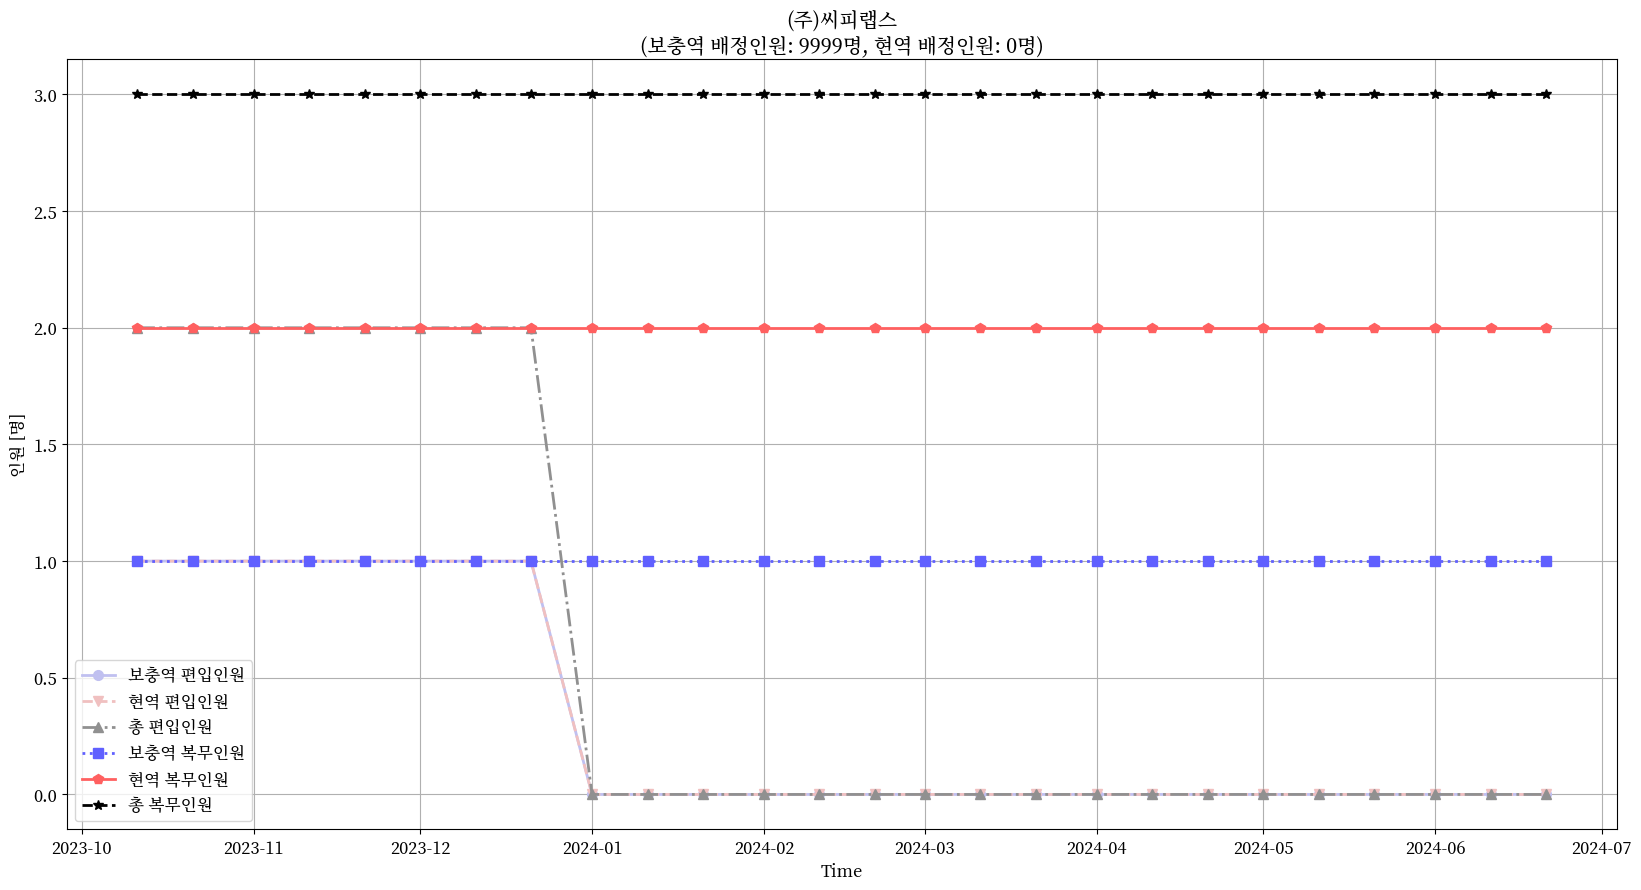 (주)씨피랩스
(보충역 배정인원: 9999명, 현역 배정인원: 0명)
3.0
2.5
2.0
1.5
1.0
0.5
0.0
인원 [명]
보충역 편입인원
현역 편입인원
총 편입인원
보충역 복무인원
현역 복무인원
총 복무인원
2023-10 2023-11 2023-12 2024-01 2024-02 2024-03 2024-04 2024-05 2024-06 2024-07
Time